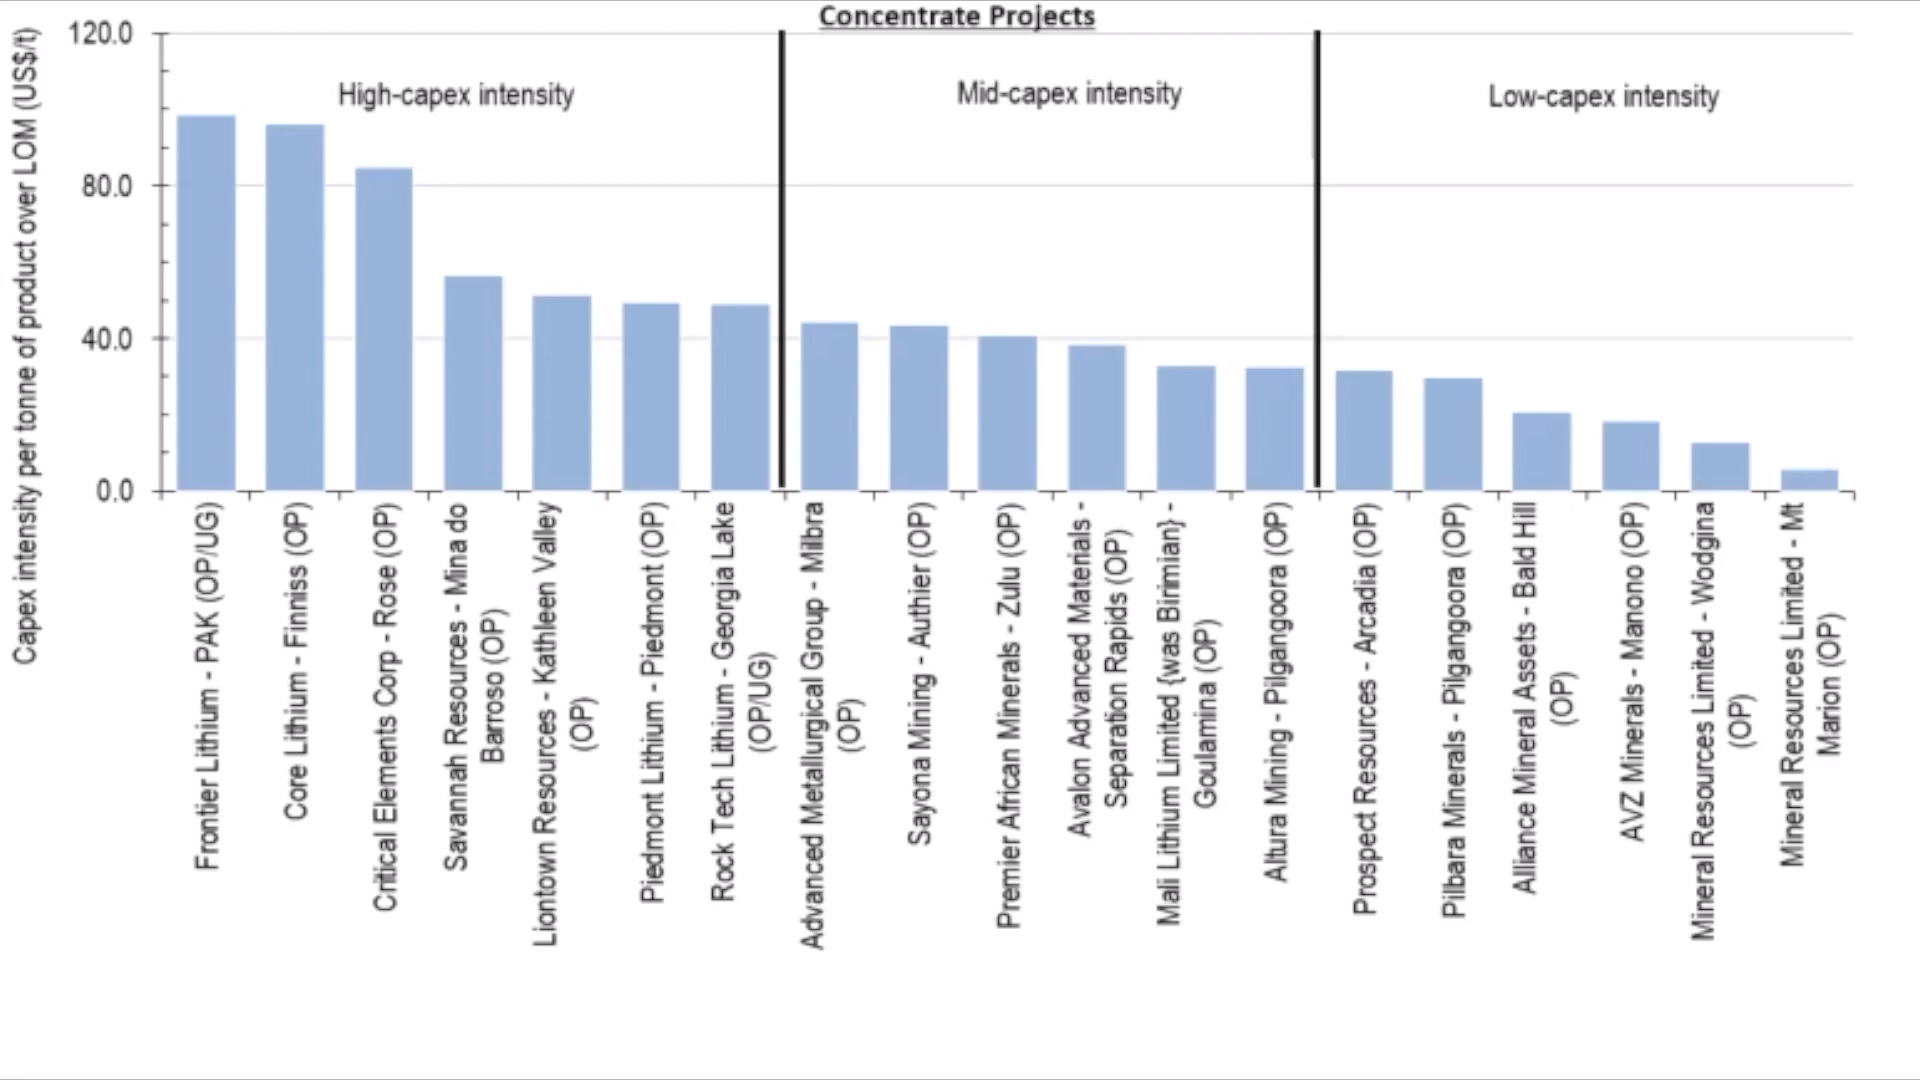 Concentrate Projects
Capex intensity per tonne of product over LOM (US$/t)
120.0
80.0
40.0
0.0
High-capex intensity
Mid-capex intensity
Low-capex intensity
Frontier Lithium - PAK (OP/UG)
Core Lithium - Finniss (OP)
Critical Elements Corp - Rose (OP)
Savannah Resources - Mina do
Barroso (OP)
Liontown Resources - Kathleen Valley
(OP)
Piedmont Lithium - Piedmont (OP)
Rock Tech Lithium - Georgia Lake
(OP/UG)
Advanced Metallurgical Group - Milbra
(OP)
Sayona Mining - Authier (OP)
Premier African Minerals - Zulu (OP)
Avalon Advanced Materials -
Separation Rapids (OP)
Mali Lithium Limited {was Birimian} -
Goulamina (OP)
Altura Mining - Pilgangoora (OP)
Prospect Resources - Arcadia (OP)
Pilbara Minerals - Pilgangoora (OP)
Alliance Mineral Assets - Bald Hill
(OP)
AVZ Minerals - Manono (OP)
Mineral Resources Limited - Wodgina
(OP)
Mineral Resources Limited - Mt
Marion (OP)